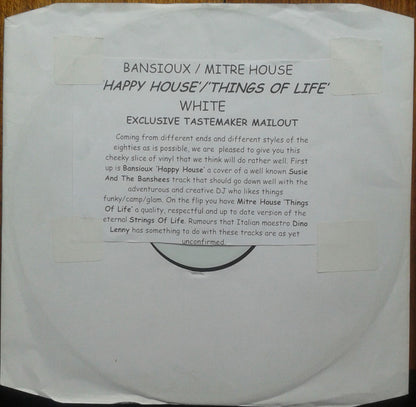 BANSIOUX / MITRE HOUSE
'HAPPY HOUSE'/'THINGS OF LIFE'
WHITE
EXCLUSIVE TASTEMAKER MAILOUT
Coming from different ends and different styles of the
eighties as is possible, we are pleased to give you this
cheeky slice of vinyl that we think will do rather well. First
up is Bansioux 'Happy House' a cover of a well known Susie
And The Banshees track that should go down well with the
adventurous and creative DJ who likes things
funky/camp/glam. On the flip you have Mitre House 'Things
Of Life' a quality, respectful and up to date version of the
eternal Strings Of Life. Rumours that Italian maestro Dino
Lenny has something to do with these tracks are as yet
unconfirmed.